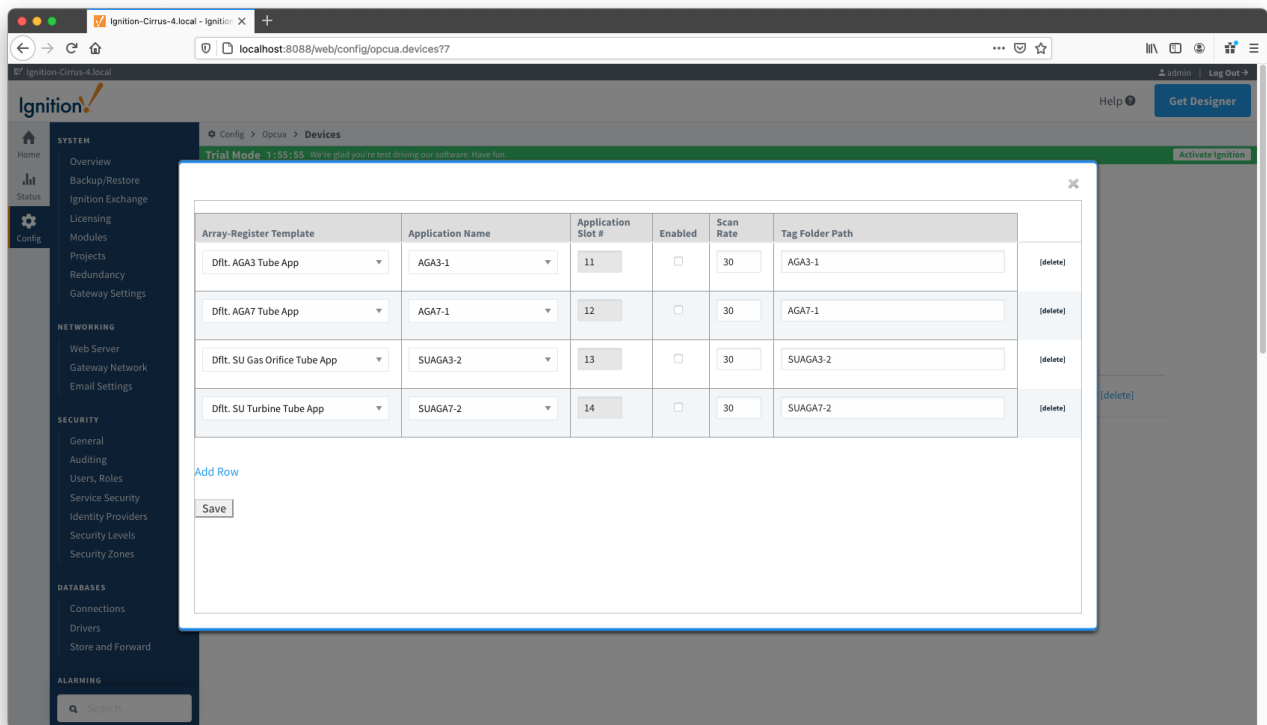 Ignition-Cirrus-4.local - Ignition
localhost:8088/web/config/opcua.devices?7
Ignition-Cirrus-4.local
admin | Log Out
Ignition!
Help
Get Designer
Home
Status
Config
SYSTEM
Overview
Backup/Restore
Ignition Exchange
Licensing
Modules
Projects
Redundancy
Gateway Settings
NETWORKING
Web Server
Gateway Network
Email Settings
SECURITY
General
Auditing
Users, Roles
Service Security
Identity Providers
Security Levels
Security Zones
DATABASES
Connections
Drivers
Store and Forward
ALARMING
Search...
Config > Opcua > Devices
Trial Mode 1:55:55 We're glad you're test driving our software. Have fun.
Activate Ignition
Array-Register Template Application Name Application Slot # Enabled Scan Rate Tag Folder Path
Dflt. AGA3 Tube App AGA3-1 11 30 AGA3-1 [delete]
Dflt. AGA7 Tube App AGA7-1 12 30 AGA7-1 [delete]
Dflt. SU Gas Orifice Tube App SUAGA3-2 13 30 SUAGA3-2 [delete]
Dflt. SU Turbine Tube App SUAGA7-2 14 30 SUAGA7-2 [delete]
[delete]
Add Row
Save